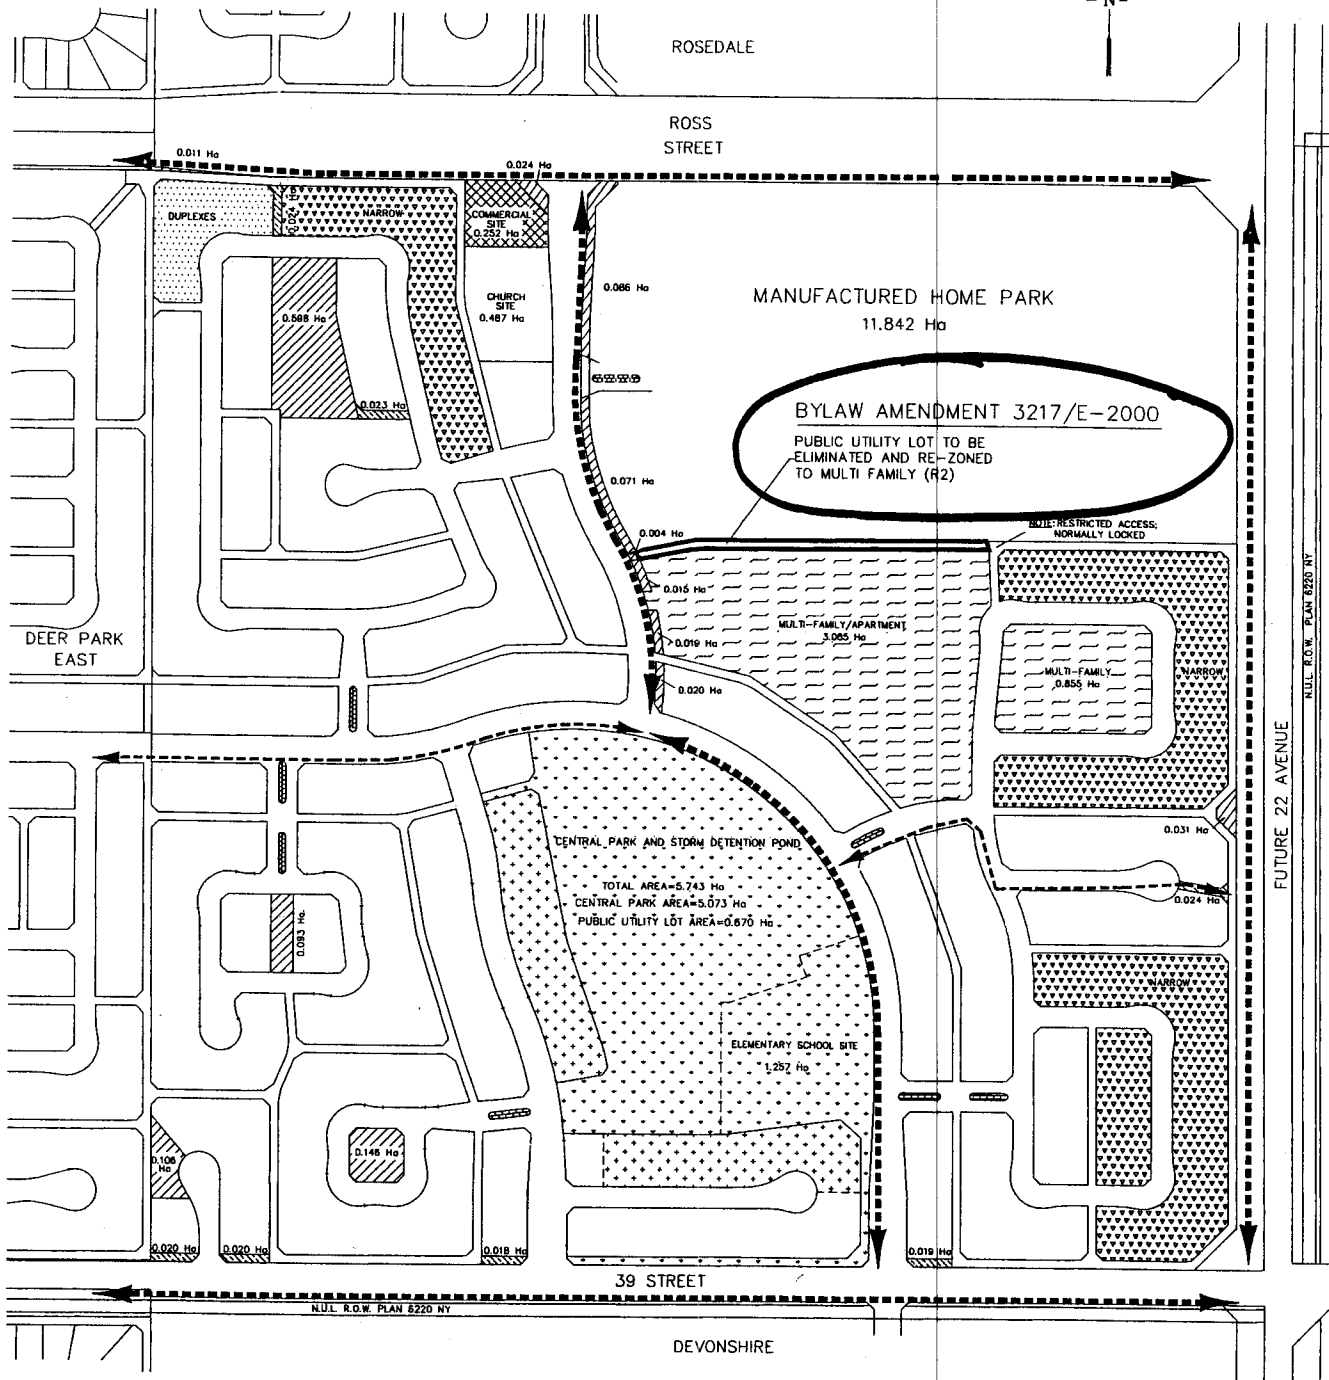 - N -
ROSEDALE
ROSS
STREET
0.011 Ha
0.024 Ha
DUPLEXES
0.024 Ha
NARROW
COMMERCIAL
SITE
0.252 Ha
CHURCH
SITE
0.487 Ha
0.086 Ha
MANUFACTURED HOME PARK
11.842 Ha
0.598 Ha
0.023 Ha
BYLAW AMENDMENT 3217/E-2000
PUBLIC UTILITY LOT TO BE
ELIMINATED AND RE-ZONED
TO MULTI FAMILY (R2)
0.071 Ha
0.004 Ha
NOTE: RESTRICTED ACCESS;
NORMALLY LOCKED
0.015 Ha
MULTI-FAMILY/APARTMENT
3.065 Ha
0.019 Ha
0.020 Ha
MULTI-FAMILY
0.855 Ha
NARROW
DEER PARK
EAST
N.U.L. R.O.W. PLAN 6220 NY
FUTURE 22 AVENUE
0.031 Ha
0.024 Ha
CENTRAL PARK AND STORM DETENTION POND
TOTAL AREA=5.743 Ha
CENTRAL PARK AREA=5.073 Ha
PUBLIC UTILITY LOT AREA=0.670 Ha
0.093 Ha.
NARROW
ELEMENTARY SCHOOL SITE
1.257 Ha
0.106
Ha
0.146 Ha
0.020 Ha
0.020 Ha
0.018 Ha
0.019 Ha
39 STREET
N.U.L. R.O.W. PLAN 6220 NY
DEVONSHIRE